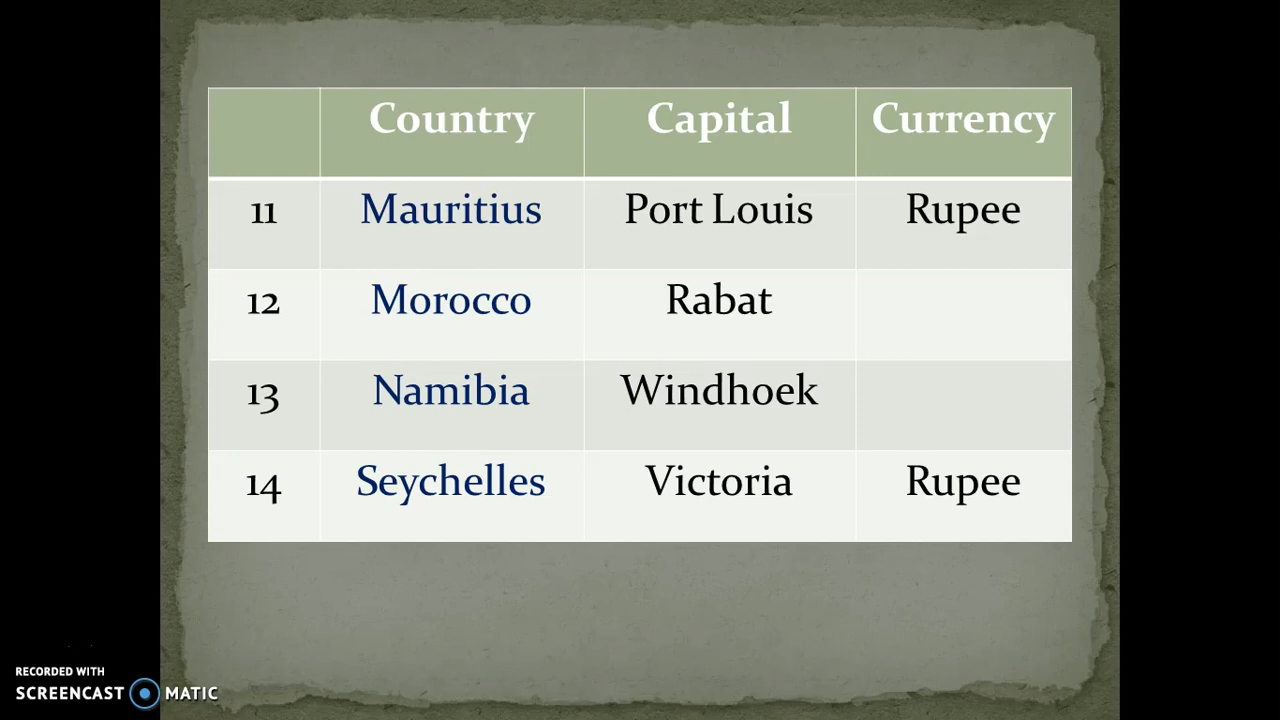 Country Capital Currency
11 Mauritius Port Louis Rupee
12 Morocco Rabat
13 Namibia Windhoek
14 Seychelles Victoria Rupee
RECORDED WITH
SCREENCAST MATIC